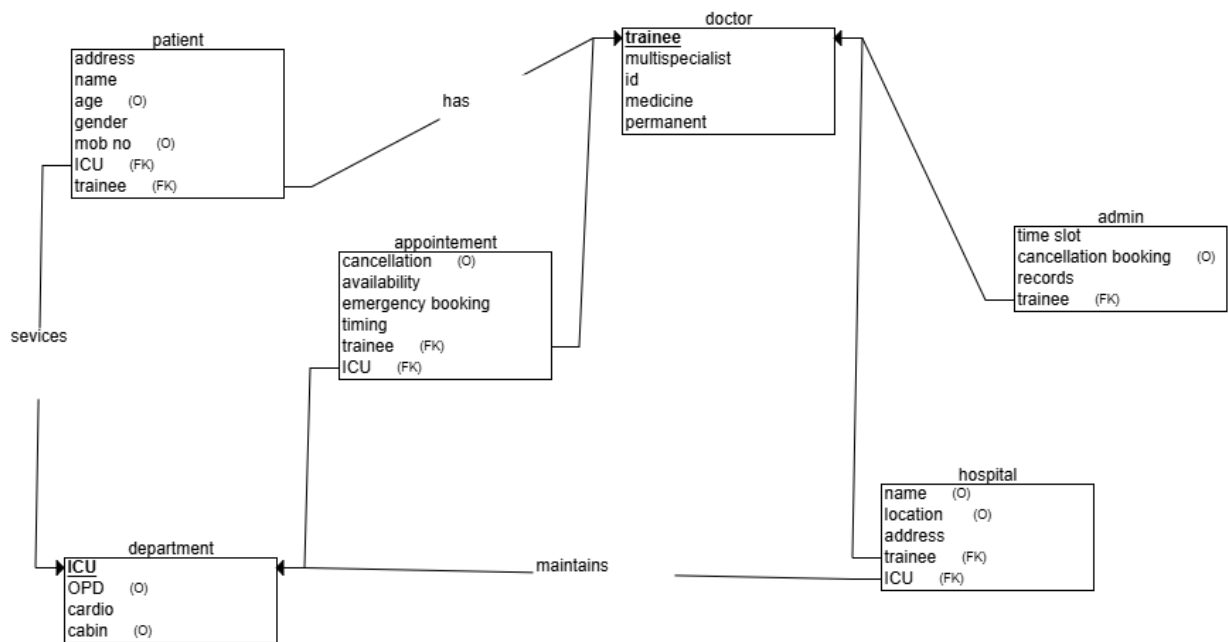 doctor
trainee
multispecialist
id
medicine
permanent
patient
address
name
age (O)
gender
mob no (O)
ICU (FK)
trainee (FK)
has
admin
time slot
cancellation booking (O)
records
trainee (FK)
appointement
cancellation (O)
availability
emergency booking
timing
trainee (FK)
ICU (FK)
sevices
hospital
name (O)
location (O)
address
trainee (FK)
ICU (FK)
department
ICU
OPD (O)
cardio
cabin (O)
maintains